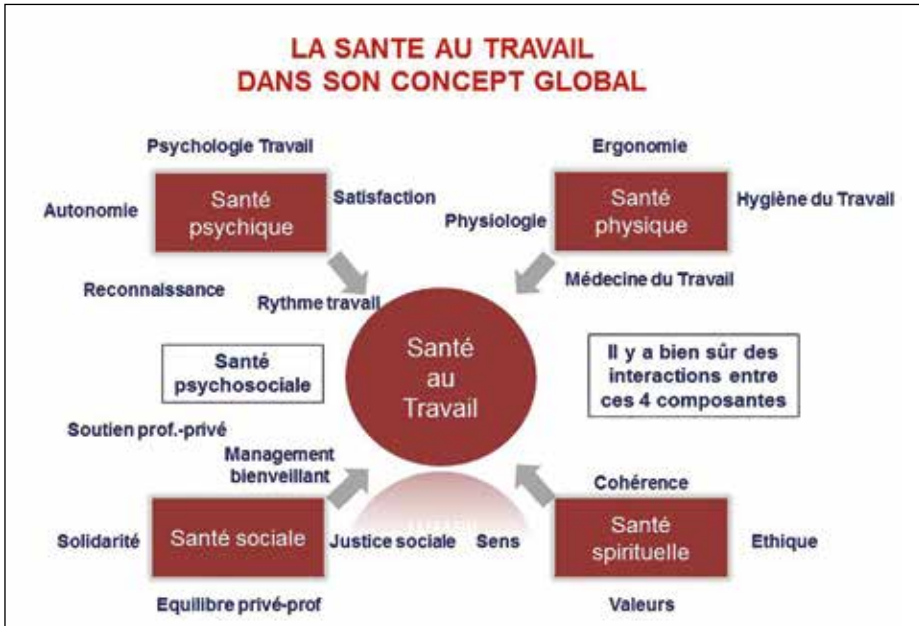 LA SANTE AU TRAVAIL
DANS SON CONCEPT GLOBAL
Psychologie Travail
Ergonomie
Autonomie
Santé
psychique
Satisfaction
Physiologie
Santé
physique
Hygiène du Travail
Reconnaissance
Rythme travail
Médecine du Travail
Santé
psychosociale
Santé
au
Travail
Il y a bien sûr des
interactions entre
ces 4 composantes
Soutien prof.-privé
Management
bienveillant
Cohérence
Solidarité
Santé sociale
Justice sociale
Sens
Santé
spirituelle
Ethique
Equilibre privé-prof
Valeurs